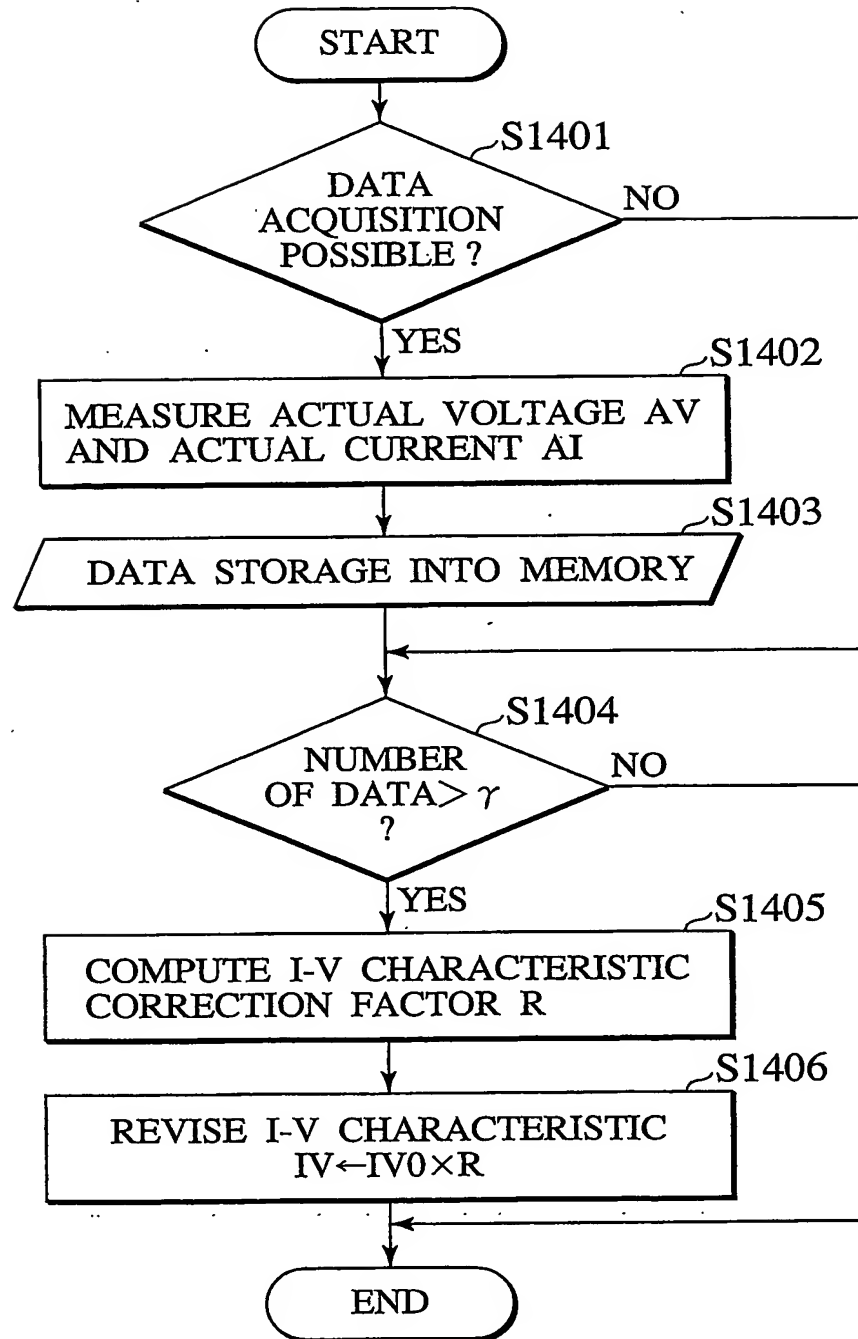 START
S1401
DATA
ACQUISITION
POSSIBLE ?
NO
YES
S1402
MEASURE ACTUAL VOLTAGE AV
AND ACTUAL CURRENT AI
S1403
DATA STORAGE INTO MEMORY
S1404
NUMBER
OF DATA> γ
?
NO
YES
S1405
COMPUTE I-V CHARACTERISTIC
CORRECTION FACTOR R
S1406
REVISE I-V CHARACTERISTIC
IV←IV0×R
END